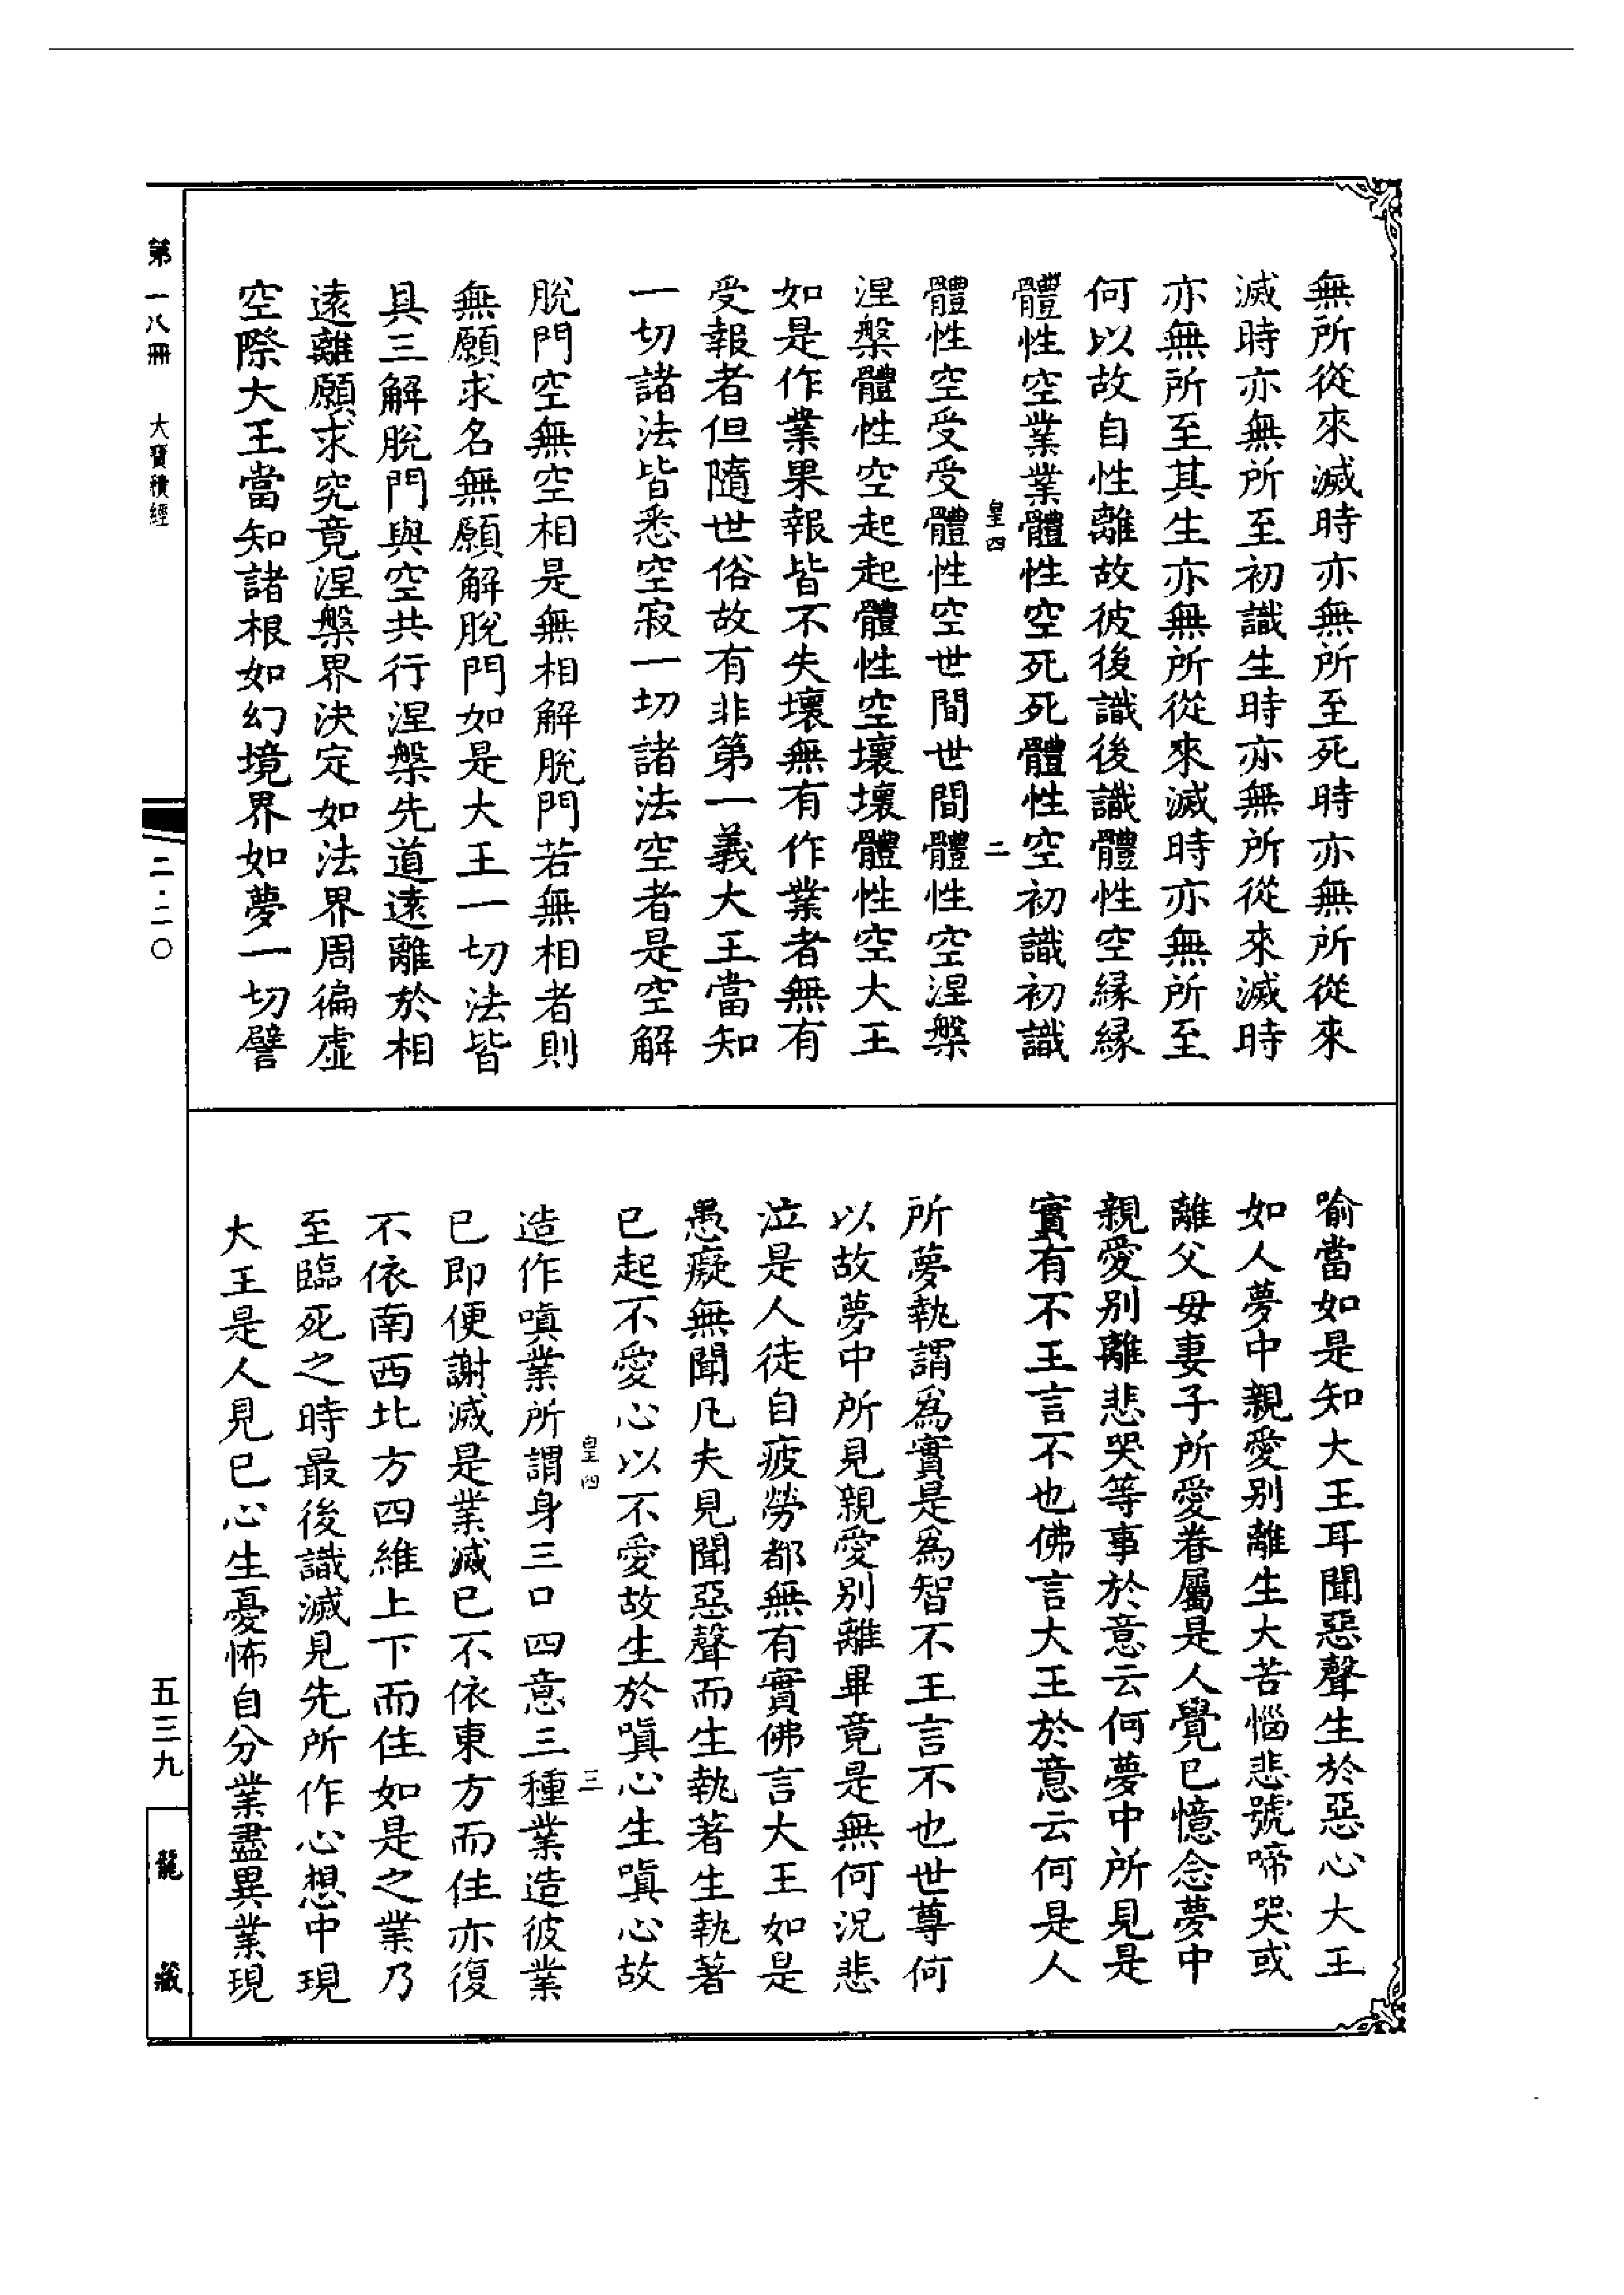 無所從來滅時亦無所至死時亦無所從來
滅時亦無所至初識生時亦無所從來滅時
亦無所至其生亦無所從來滅時亦無所至
何以故自性離故彼後識後識體性空緣緣
體性空業業體性空死死體性空初識初識
皇四 二
體性空受受體性空世間世間體性空涅槃
涅槃體性空起起體性空壞壞體性空大王
如是作業果報皆不失壞無有作業者無有
受報者但隨世俗故有非第一義大王當知
一切諸法皆悉空寂一切諸法空者是空解
脫門空無空相是無相解脫門若無相者則
無願求名無願解脫門如是大王一切法皆
具三解脫門與空共行涅槃先道遠離於相
遠離願求究竟涅槃界決定如法界周徧虛
空際大王當知諸根如幻境界如夢一切譬
喻當如是知大王耳聞惡聲生於惡心大王
如人夢中親愛別離生大苦惱悲號啼哭或
離父母妻子所愛眷屬是人覺已憶念夢中
親愛別離悲哭等事於意云何夢中所見是
實有不王言不也佛言大王於意云何是人
所夢執謂為實是為智不王言不也世尊何
以故夢中所見親愛別離畢竟是無何況悲
泣是人徒自疲勞都無有實佛言大王如是
愚癡無聞凡夫見聞惡聲而生執著生執著
已起不愛心以不愛故生於嗔心生嗔心故
皇四 三
造作嗔業所謂身三口四意三種業造彼業
已即便謝滅是業滅已不依東方而住亦復
不依南西北方四維上下而住如是之業乃
至臨死之時最後識滅見先所作心想中現
大王是人見已心生憂怖自分業盡異業現
第一八冊 大寶積經 二·二〇 五三九 龍藏